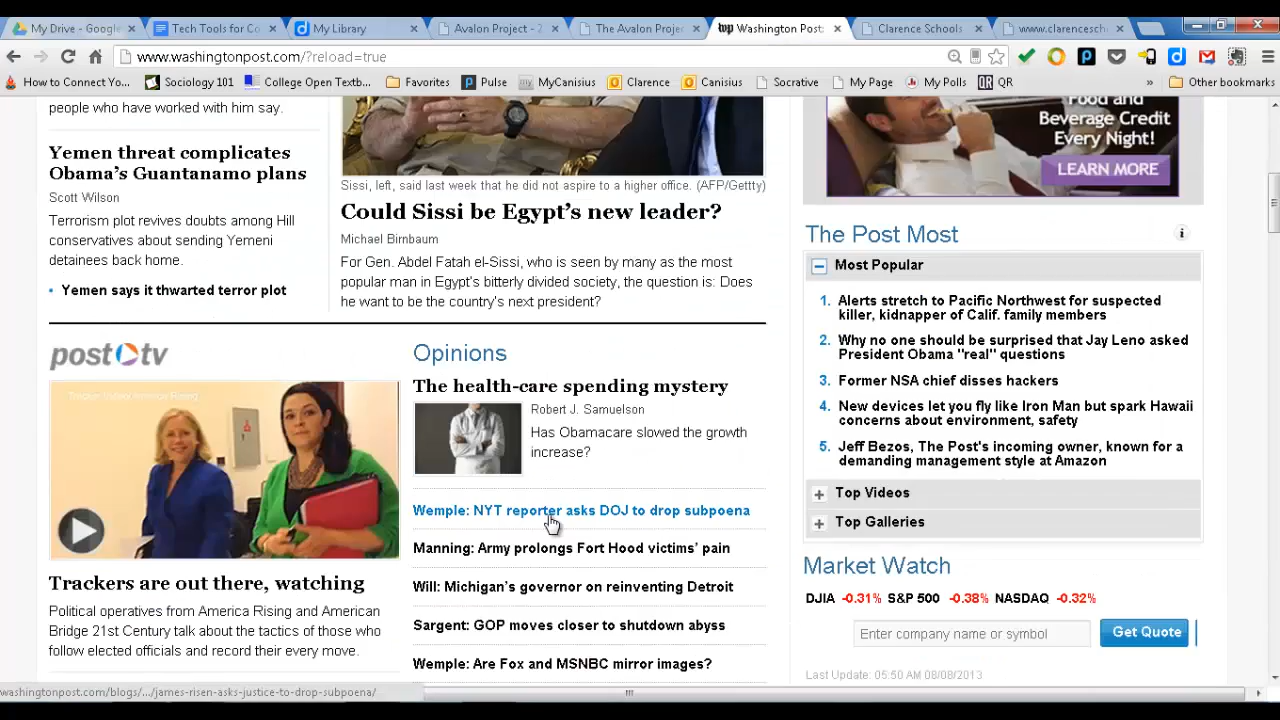 My Drive - Google
Tech Tools for Co
My Library
Avalon Project -
The Avalon Projec
wp Washington Post:
Clarence Schools
www.clarencesch
www.washingtonpost.com/?reload=true
How to Connect Yo...
Sociology 101
College Open Textb...
Favorites
Pulse
myCanisius
Clarence
Canisius
Socrative
My Page
My Polls
QR
»
Other bookmarks
people who have worked with him say.
Yemen threat complicates
Obama's Guantanamo plans
Scott Wilson
Terrorism plot revives doubts among Hill
conservatives about sending Yemeni
detainees back home.
Yemen says it thwarted terror plot
Sissi, left, said last week that he did not aspire to a higher office. (AFP/Gettty)
Could Sissi be Egypt's new leader?
Michael Birnbaum
For Gen. Abdel Fatah el-Sissi, who is seen by many as the most
popular man in Egypt's bitterly divided society, the question is: Does
he want to be the country's next president?
post tv
Trackers are out there, watching
Political operatives from America Rising and American
Bridge 21st Century talk about the tactics of those who
follow elected officials and record their every move.
Opinions
The health-care spending mystery
Robert J. Samuelson
Has Obamacare slowed the growth
increase?
Wemple: NYT reporter asks DOJ to drop subpoena
Manning: Army prolongs Fort Hood victims' pain
Will: Michigan's governor on reinventing Detroit
Sargent: GOP moves closer to shutdown abyss
Wemple: Are Fox and MSNBC mirror images?
Food and
Beverage Credit
Every Night!
LEARN MORE
The Post Most
Most Popular
1. Alerts stretch to Pacific Northwest for suspected
killer, kidnapper of Calif. family members
2. Why no one should be surprised that Jay Leno asked
President Obama "real" questions
3. Former NSA chief disses hackers
4. New devices let you fly like Iron Man but spark Hawaii
concerns about environment, safety
5. Jeff Bezos, The Post's incoming owner, known for a
demanding management style at Amazon
Top Videos
Top Galleries
Market Watch
DJIA -0.31% S&P 500 -0.38% NASDAQ -0.32%
Enter company name or symbol
Get Quote
Last Update: 05:50 AM 08/08/2013
washingtonpost.com/blogs/.../james-risen-asks-justice-to-drop-subpoena/